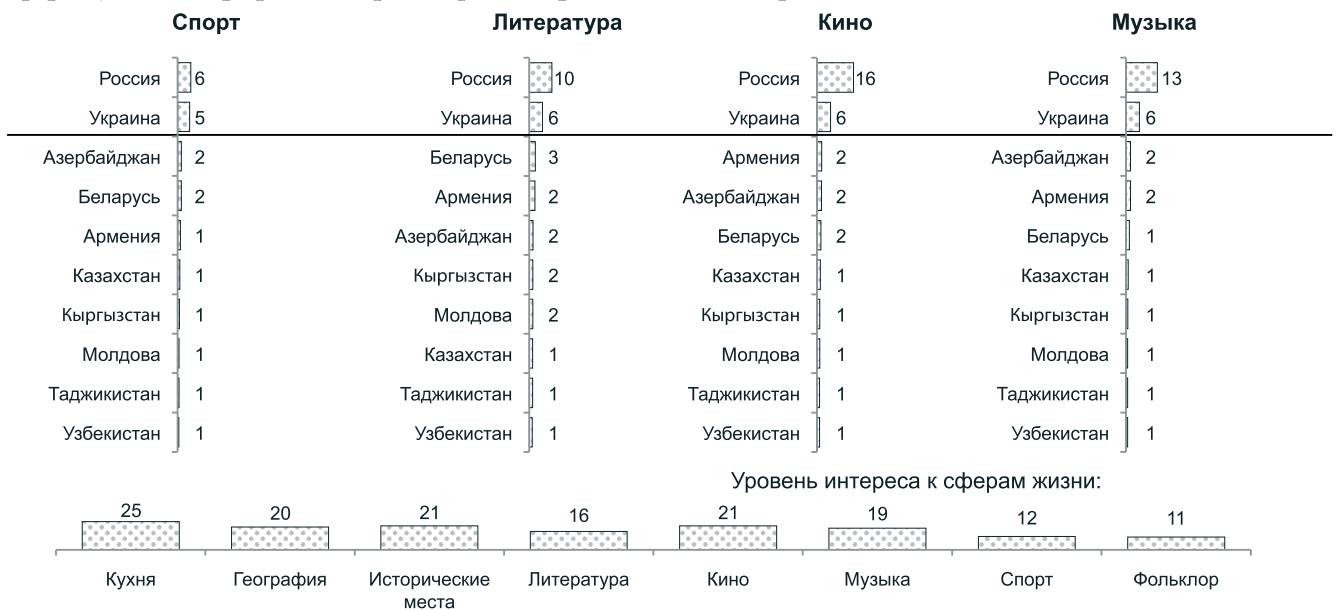 Спорт
Россия 6
Украина 5
Азербайджан 2
Беларусь 2
Армения 1
Казахстан 1
Кыргызстан 1
Молдова 1
Таджикистан 1
Узбекистан 1
Литература
Россия 10
Украина 6
Беларусь 3
Армения 2
Азербайджан 2
Кыргызстан 2
Молдова 2
Казахстан 1
Таджикистан 1
Узбекистан 1
Кино
Россия 16
Украина 6
Армения 2
Азербайджан 2
Беларусь 2
Казахстан 1
Кыргызстан 1
Молдова 1
Таджикистан 1
Узбекистан 1
Музыка
Россия 13
Украина 6
Азербайджан 2
Армения 2
Беларусь 1
Казахстан 1
Кыргызстан 1
Молдова 1
Таджикистан 1
Узбекистан 1
Уровень интереса к сферам жизни:
25 20 21 16 21 19 12 11
Кухня География Исторические Литература Кино Музыка Спорт Фольклор
места